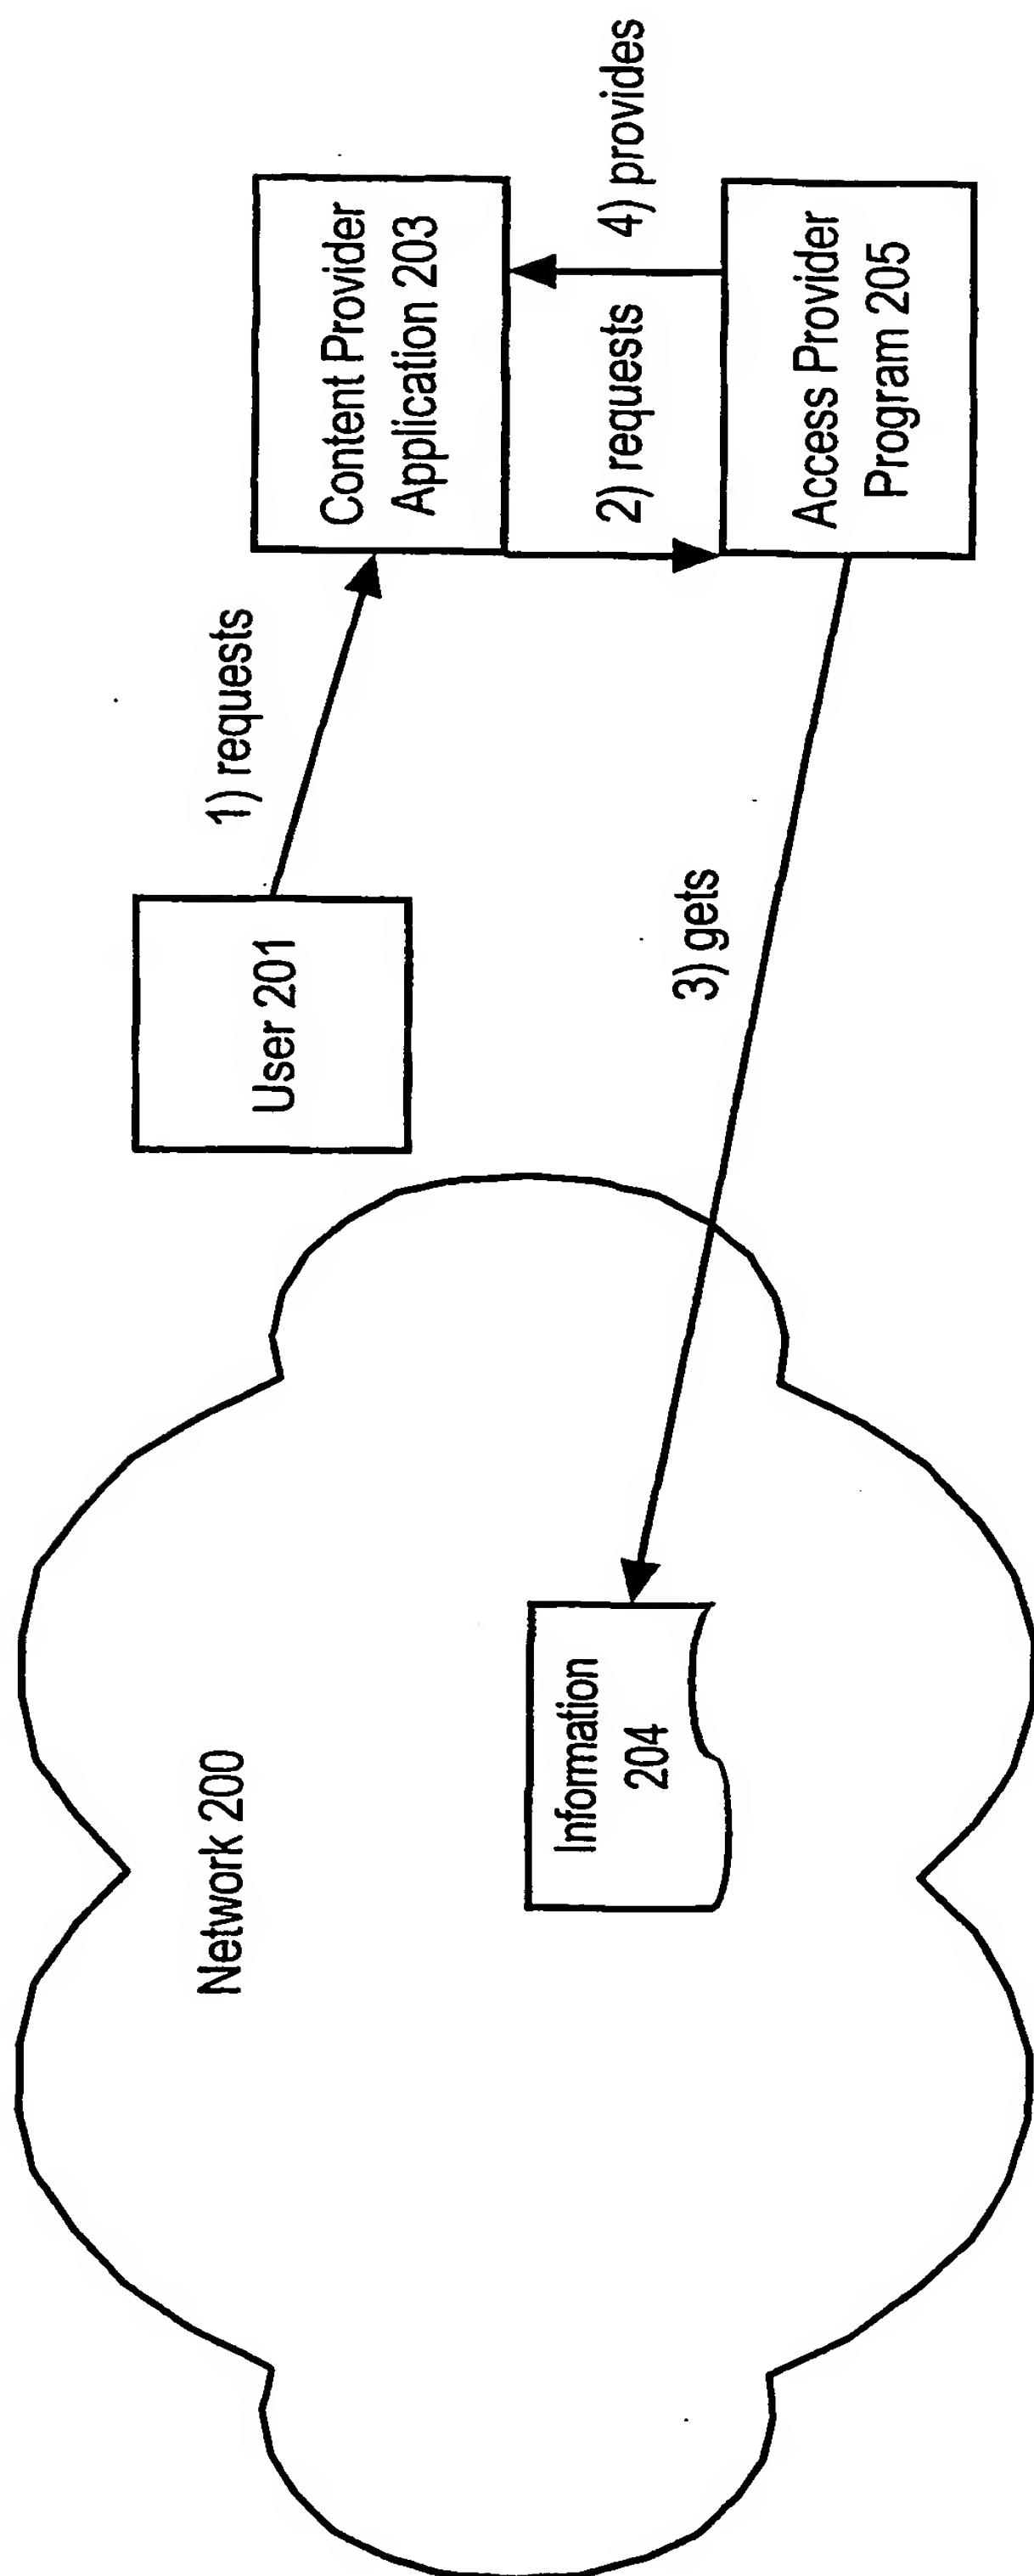 Network 200
Information
204
User 201
1) requests
3) gets
Content Provider
Application 203
2) requests
4) provides
Access Provider
Program 205